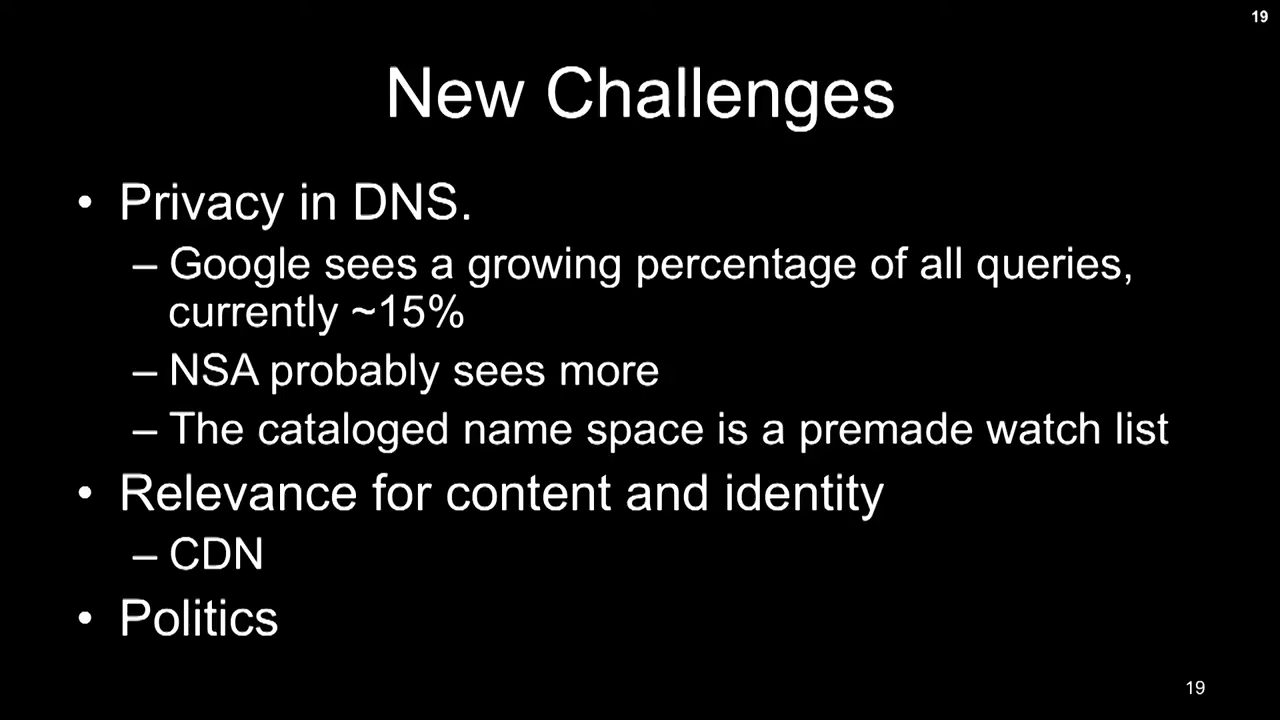 19
New Challenges
• Privacy in DNS.
– Google sees a growing percentage of all queries,
currently ~15%
– NSA probably sees more
– The cataloged name space is a premade watch list
• Relevance for content and identity
– CDN
• Politics
19